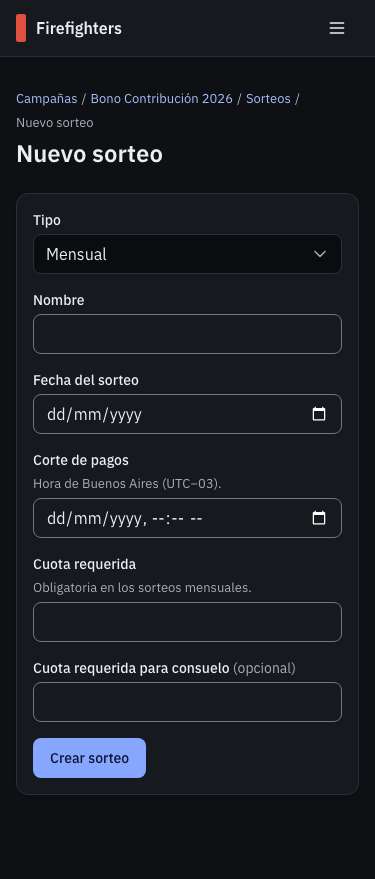 Firefighters
Campañas / Bono Contribución 2026 / Sorteos /
Nuevo sorteo
Nuevo sorteo
Tipo
Mensual
Nombre
Fecha del sorteo
dd/mm/yyyy
Corte de pagos
Hora de Buenos Aires (UTC−03).
dd/mm/yyyy, --:-- --
Cuota requerida
Obligatoria en los sorteos mensuales.
Cuota requerida para consuelo (opcional)
Crear sorteo